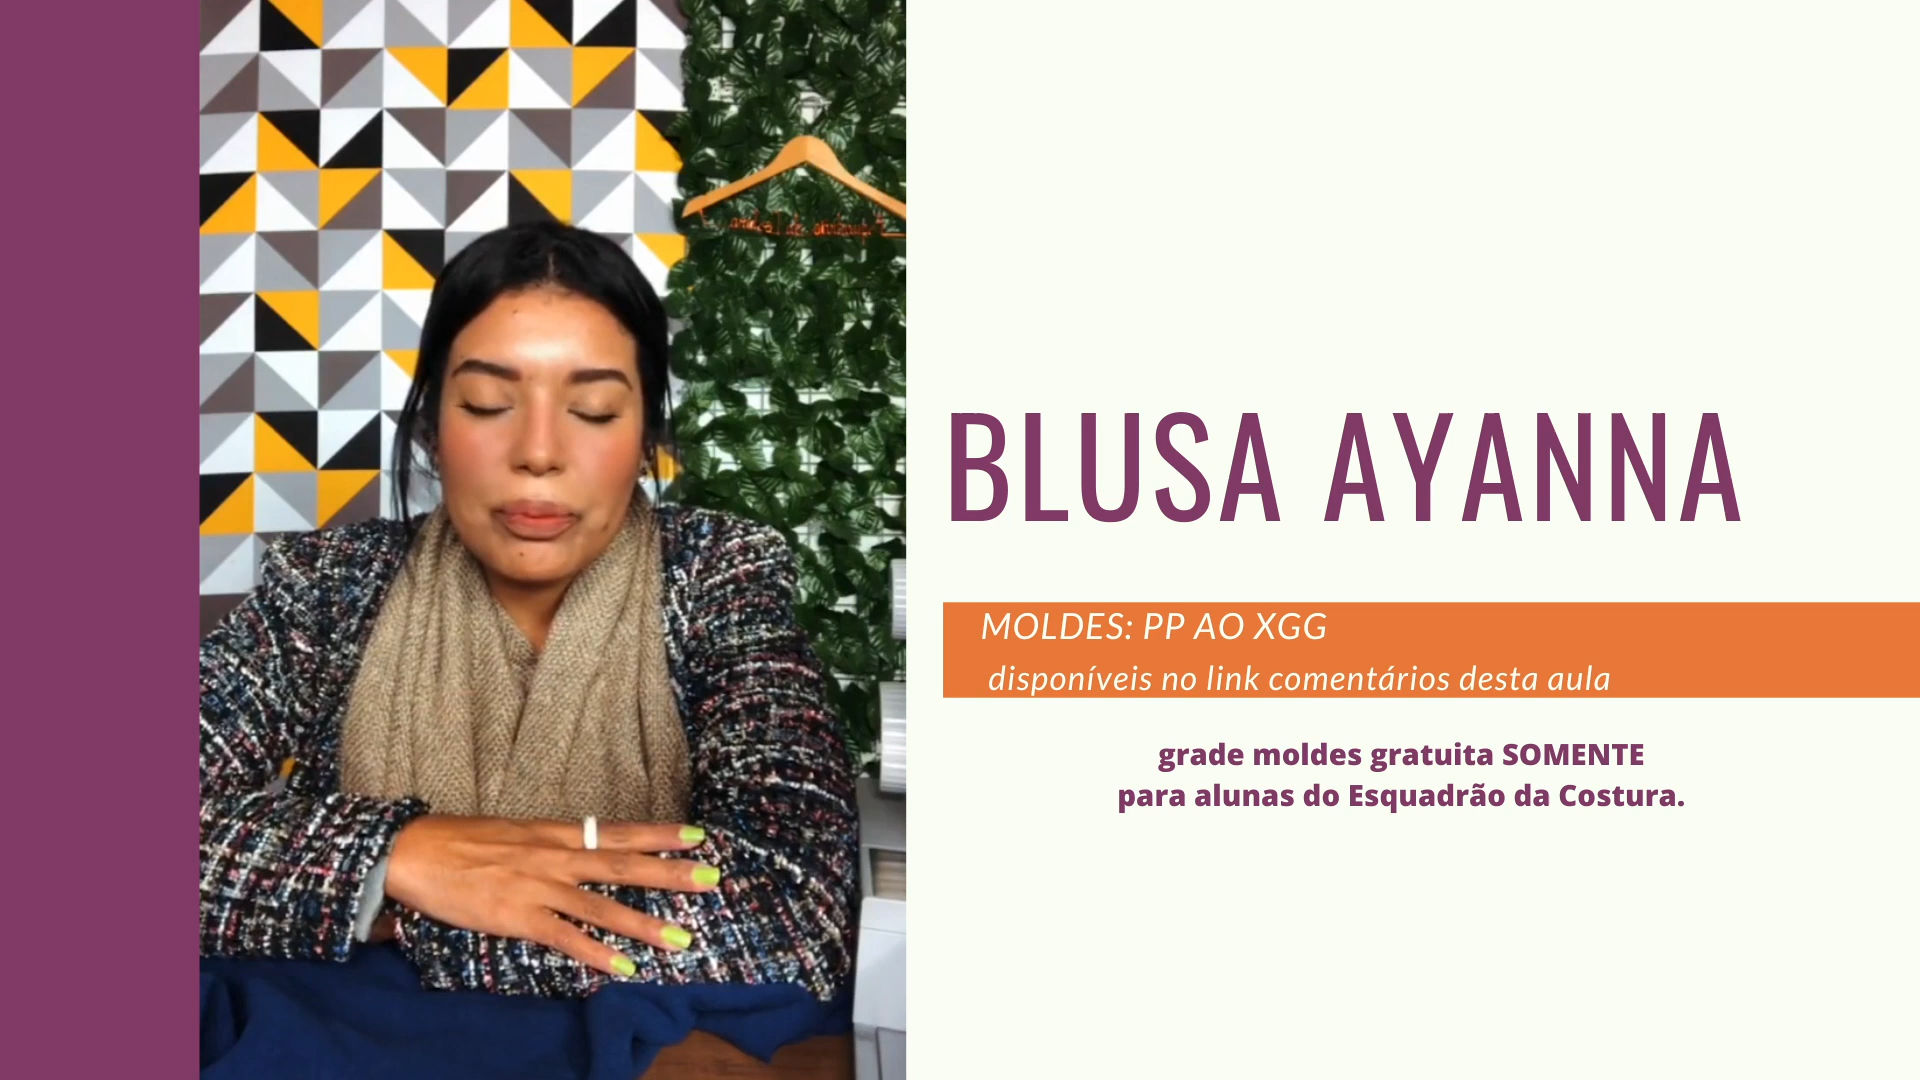 BLUSA AYANNA
MOLDES: PP AO XGG
disponíveis no link comentários desta aula
grade moldes gratuita SOMENTE
para alunas do Esquadrão da Costura.